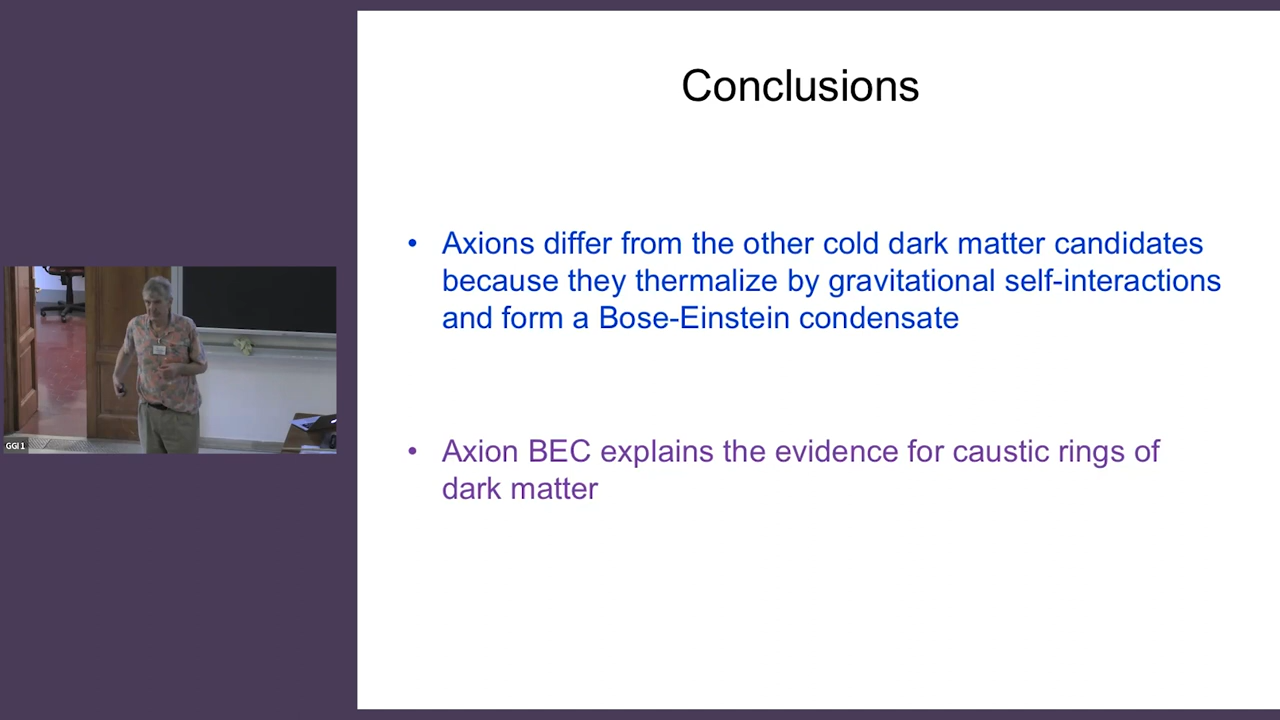 Conclusions
• Axions differ from the other cold dark matter candidates
because they thermalize by gravitational self-interactions
and form a Bose-Einstein condensate
• Axion BEC explains the evidence for caustic rings of
dark matter
GGI 1